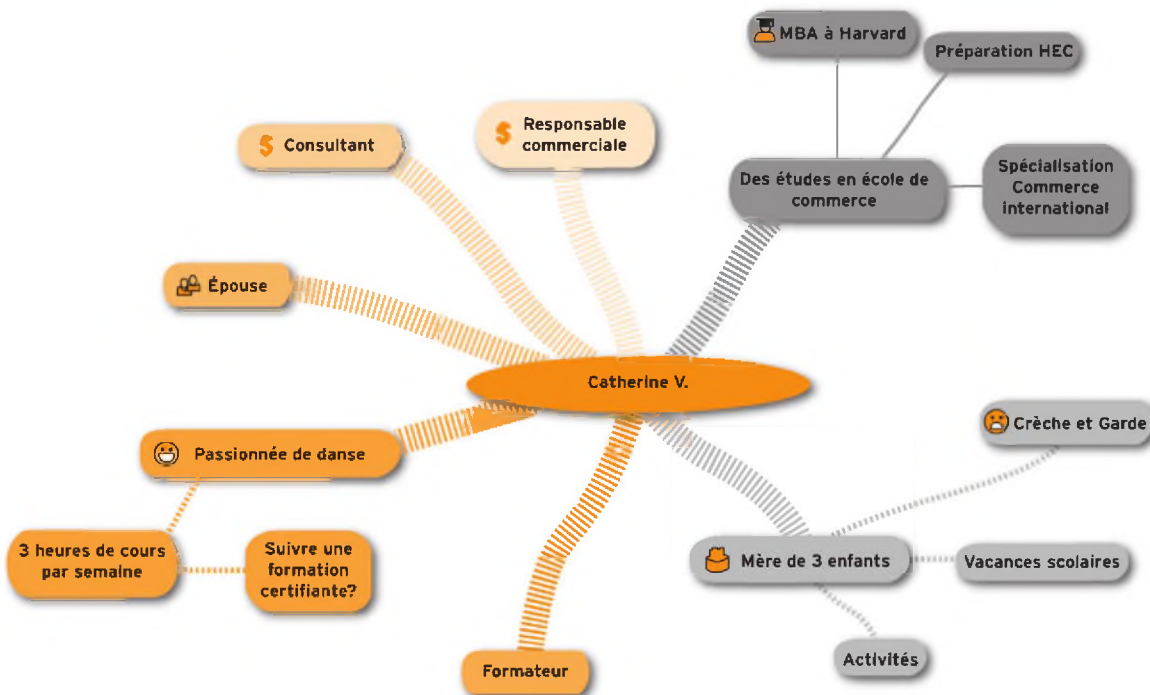 MBA à Harvard
Préparation HEC
Responsable
commerciale
Consultant
Des études en école de
commerce
Spécialisation
Commerce
international
Épouse
Catherine V.
Crèche et Garde
Passionnée de danse
3 heures de cours
par semaine
Suivre une
formation
certifiante?
Mère de 3 enfants
Vacances scolaires
Formateur
Activités